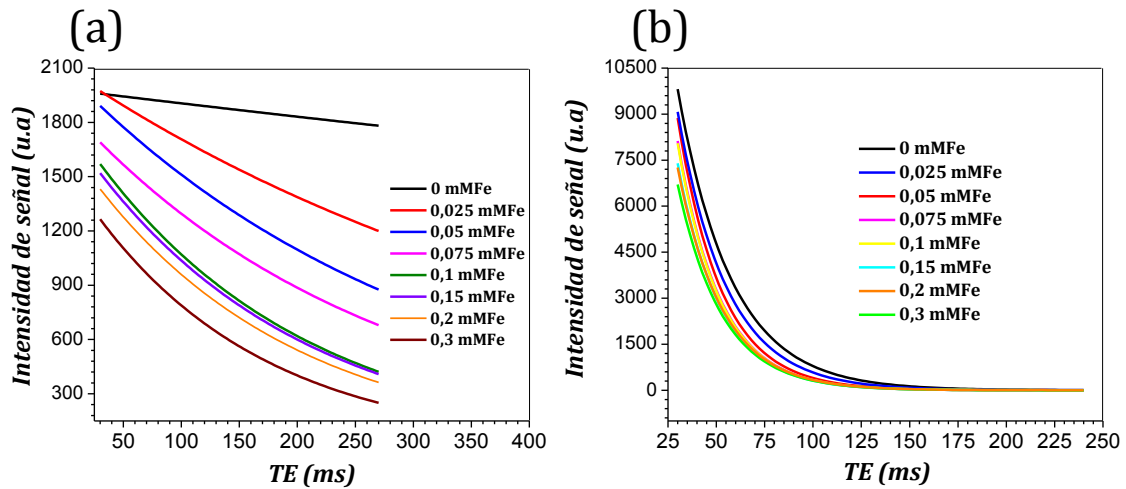 (a)
Intensidad de señal (u.a)
2100
1800
1500
1200
900
600
300
50 100 150 200 250 300 350 400
TE (ms)
0 mMFe
0,025 mMFe
0,05 mMFe
0,075 mMFe
0,1 mMFe
0,15 mMFe
0,2 mMFe
0,3 mMFe
(b)
Intensidad de señal (u.a)
10500
9000
7500
6000
4500
3000
1500
0
25 50 75 100 125 150 175 200 225 250
TE (ms)
0 mMFe
0,025 mMFe
0,05 mMFe
0,075 mMFe
0,1 mMFe
0,15 mMFe
0,2 mMFe
0,3 mMFe